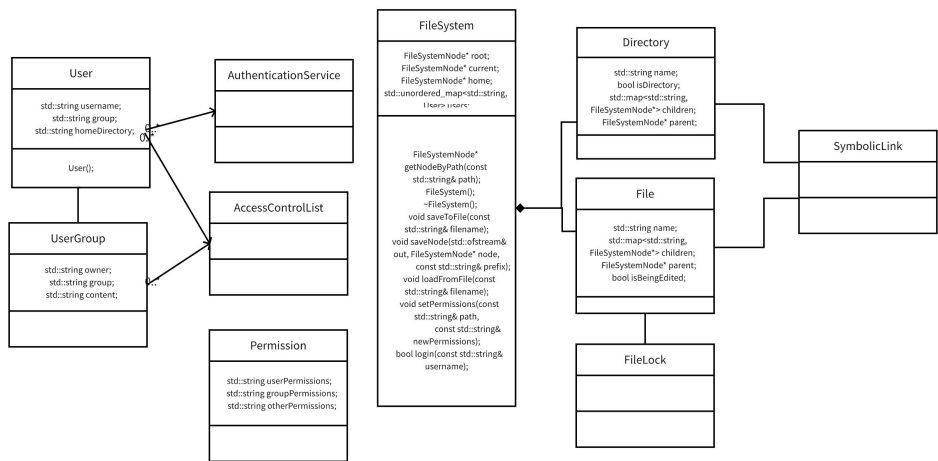 User
std::string username;
std::string group;
std::string homeDirectory;
User();
0..*
0..*
UserGroup
std::string owner;
std::string group;
std::string content;
0..*
AuthenticationService
AccessControlList
Permission
std::string userPermissions;
std::string groupPermissions;
std::string otherPermissions;
FileSystem
FileSystemNode* root;
FileSystemNode* current;
FileSystemNode* home;
std::unordered_map<std::string,
User> users;
FileSystemNode*
getNodeByPath(const
std::string& path);
FileSystem();
~FileSystem();
void saveToFile(const
std::string& filename);
void saveNode(std::ofstream&
out, FileSystemNode* node,
const std::string& prefix);
void loadFromFile(const
std::string& filename);
void setPermissions(const
std::string& path,
const std::string&
newPermissions);
bool login(const std::string&
username);
Directory
std::string name;
bool isDirectory;
std::map<std::string,
FileSystemNode*> children;
FileSystemNode* parent;
File
std::string name;
std::map<std::string,
FileSystemNode*> children;
FileSystemNode* parent;
bool isBeingEdited;
FileLock
SymbolicLink